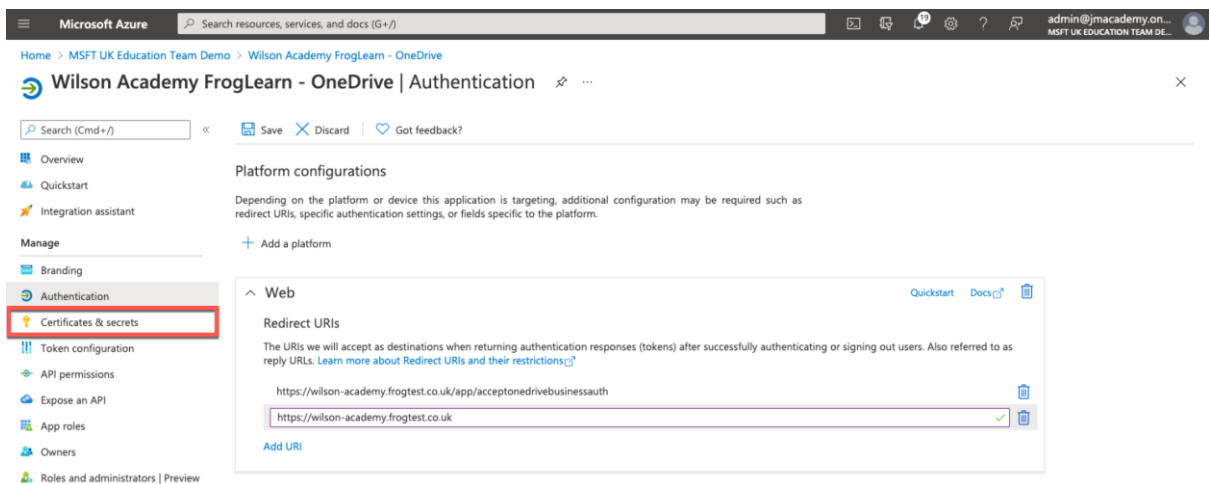 Microsoft Azure
Search resources, services, and docs (G+/)
19
admin@jmacademy.on...
MSFT UK EDUCATION TEAM DE...
Home > MSFT UK Education Team Demo > Wilson Academy FrogLearn - OneDrive
Wilson Academy FrogLearn - OneDrive | Authentication
Search (Cmd+/)
Save
Discard
Got feedback?
Overview
Quickstart
Integration assistant
Manage
Branding
Authentication
Certificates & secrets
Token configuration
API permissions
Expose an API
App roles
Owners
Roles and administrators | Preview
Platform configurations
Depending on the platform or device this application is targeting, additional configuration may be required such as
redirect URIs, specific authentication settings, or fields specific to the platform.
Add a platform
Web
Quickstart
Docs
Redirect URIs
The URIs we will accept as destinations when returning authentication responses (tokens) after successfully authenticating or signing out users. Also referred to as
reply URLs. Learn more about Redirect URIs and their restrictions
https://wilson-academy.frogtest.co.uk/app/acceptonedrivebusinessauth
https://wilson-academy.frogtest.co.uk
Add URI